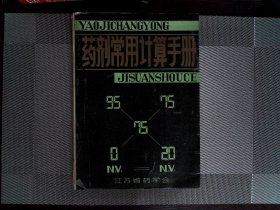 YAOJICHANGYONG
药剂常用计算手册
JISUANSHOUCE
95 75
75
0 20
N.V. N.V.
江苏省药学会